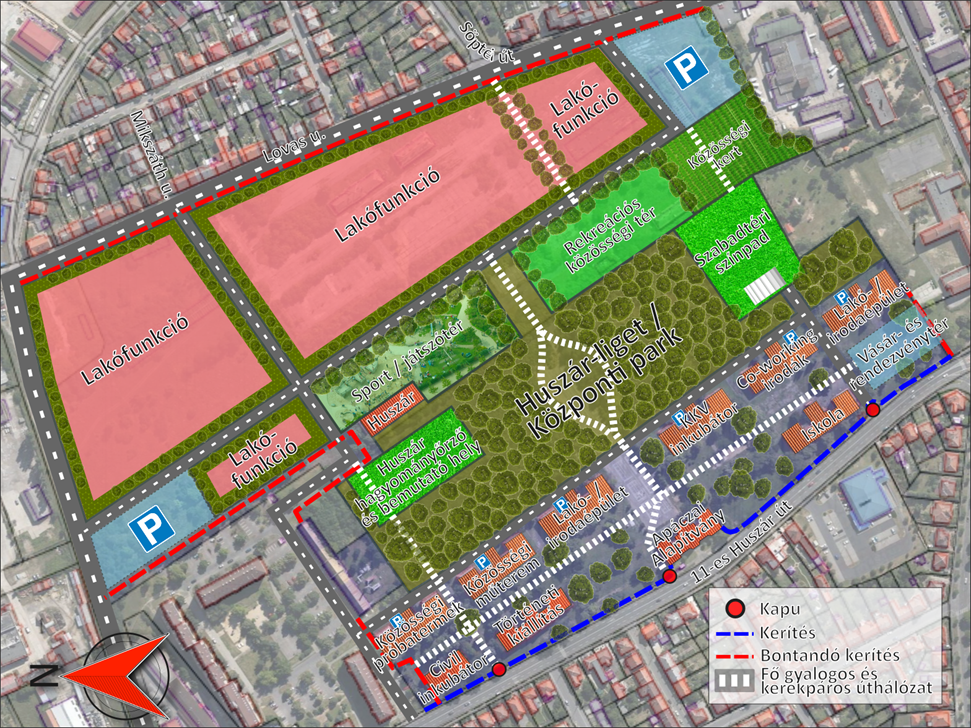 Söptei út
P
Mikszáth u.
Lovas u.
Lakó-
funkció
Közösségi
kert
Lakófunkció
Rekreációs
közösségi tér
Szabadtéri
színpad
Lakófunkció
Sport / játszótér
Huszár-liget /
Központi park
P
Lakó- /
Irodaépület
Vásár- és
rendezvénytér
Huszár
P
Co-working
irodák
Lakó-
funkció
Huszár
hagyományőrző
és bemutató hely
P
KKV
inkubátor
Iskola
P
P
Lakó- /
Irodaépület
Apáczai
Alapítvány
11-es Huszár út
P
Közösségi
műterem
P
Közösségi
próbatermek
Történeti
kiállítás
Civil
inkubátor
N
Kapu
Kerítés
Bontandó kerítés
Fő gyalogos és
kerékpáros úthálózat